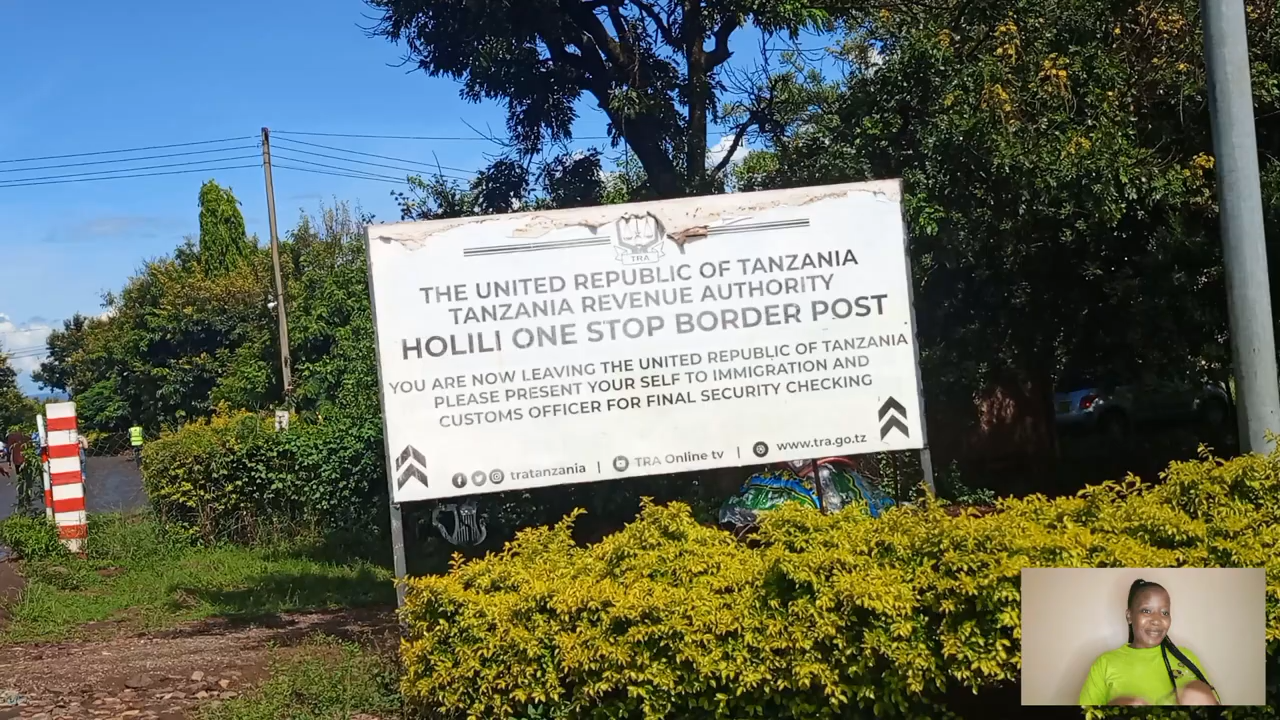 TRA
THE UNITED REPUBLIC OF TANZANIA
TANZANIA REVENUE AUTHORITY
HOLILI ONE STOP BORDER POST
YOU ARE NOW LEAVING THE UNITED REPUBLIC OF TANZANIA
PLEASE PRESENT YOUR SELF TO IMMIGRATION AND
CUSTOMS OFFICER FOR FINAL SECURITY CHECKING
tratanzania | TRA Online tv | www.tra.go.tz